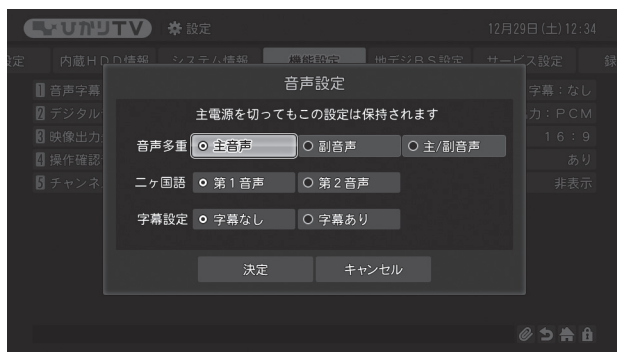 ひかりTV 設定 12月29日(土)12:34
設定 内蔵HDD情報 システム情報 機能設定 地デジBS設定 サービス設定 録
音声設定
1 音声字幕 字幕：なし
主電源を切ってもこの設定は保持されます
2 デジタル 力：PCM
3 映像出力 16：9
音声多重 主音声 副音声 主/副音声
4 操作確認 あり
5 チャンネ 非表示
二ヶ国語 第1音声 第2音声
字幕設定 字幕なし 字幕あり
決定 キャンセル